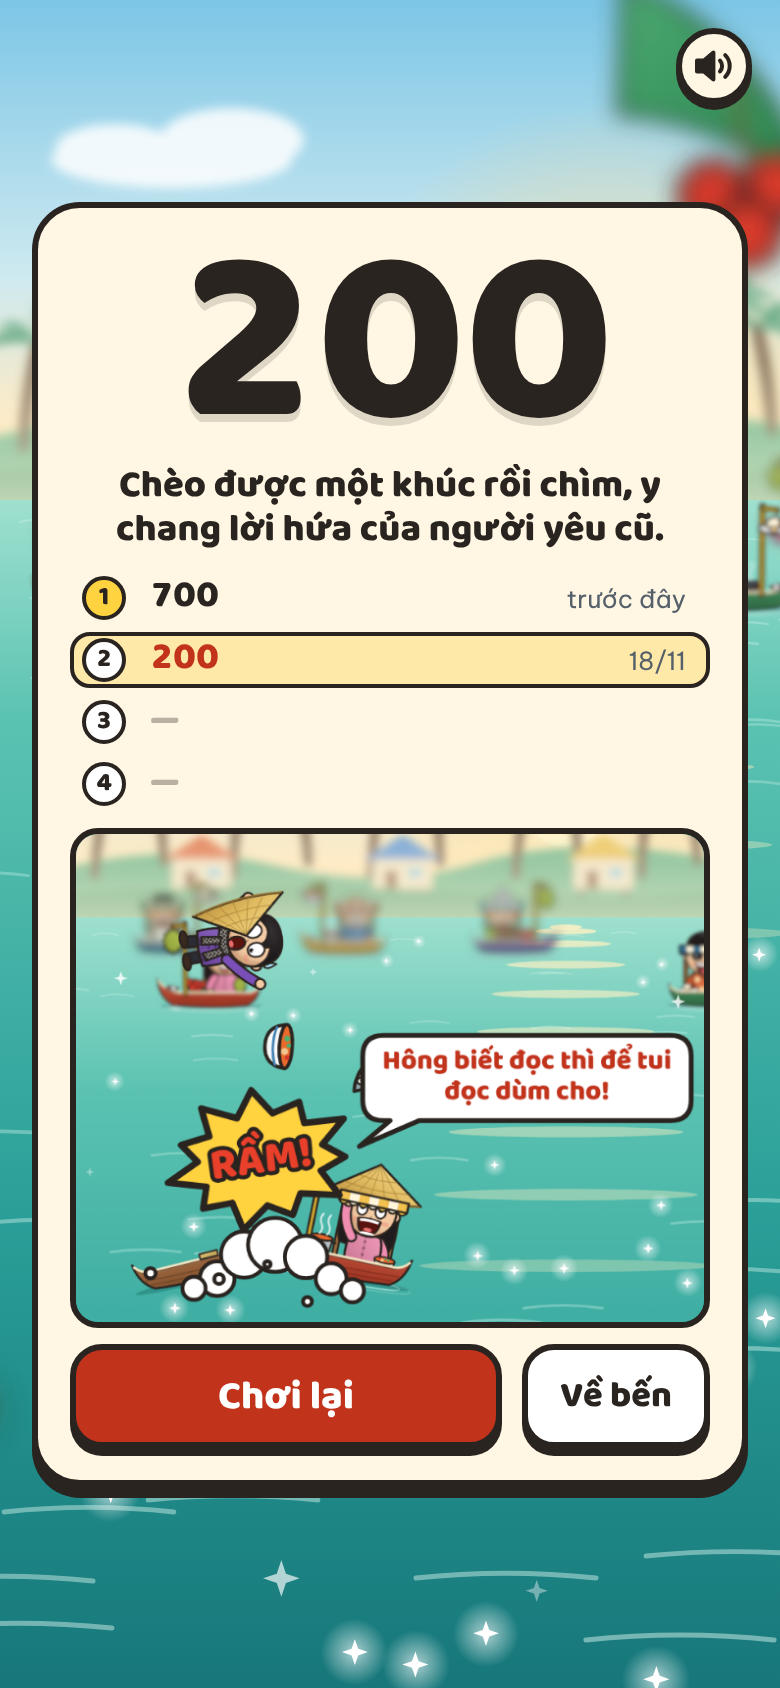 200
Chèo được một khúc rồi chìm, y
chang lời hứa của người yêu cũ.
1 700 trước đây
2 200 18/11
3 —
4 —
Hông biết đọc thì để tui
đọc dùm cho!
RẦM!
Chơi lại
Về bến